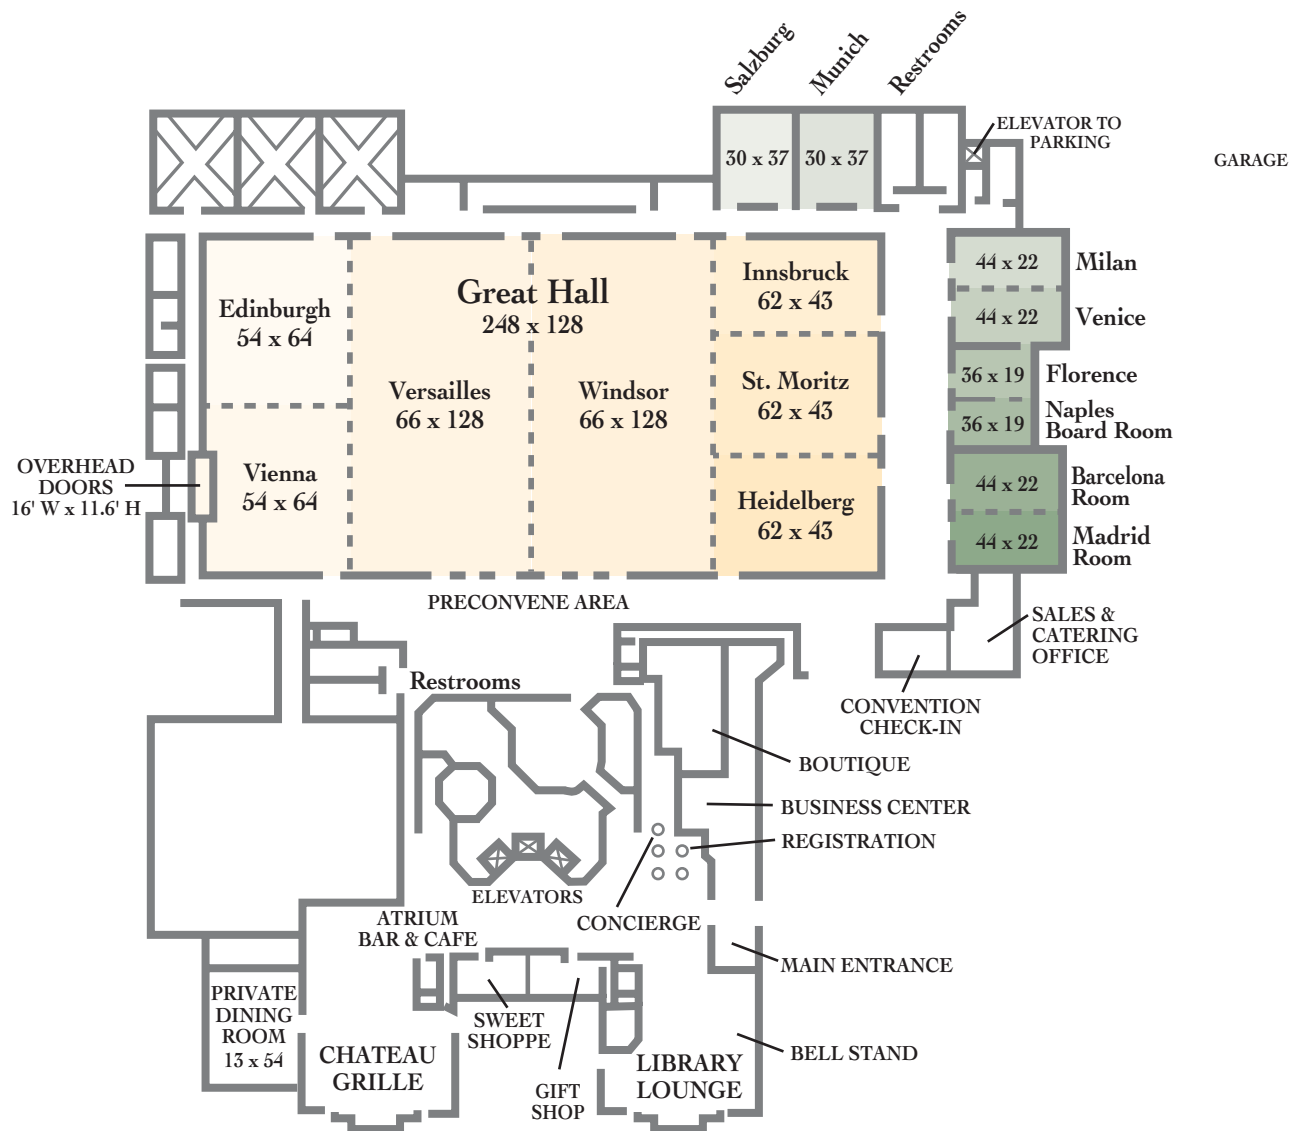 Salzburg
Munich
Restrooms
ELEVATOR TO
PARKING
GARAGE
30 x 37
30 x 37
Edinburgh
54 x 64
Great Hall
248 x 128
Versailles
66 x 128
Windsor
66 x 128
Innsbruck
62 x 43
St. Moritz
62 x 43
Heidelberg
62 x 43
Vienna
54 x 64
OVERHEAD
DOORS
16' W x 11.6' H
44 x 22
Milan
44 x 22
Venice
36 x 19
Florence
36 x 19
Naples
Board Room
44 x 22
Barcelona
Room
44 x 22
Madrid
Room
PRECONVENE AREA
SALES &
CATERING
OFFICE
CONVENTION
CHECK-IN
Restrooms
BOUTIQUE
BUSINESS CENTER
REGISTRATION
ELEVATORS
CONCIERGE
ATRIUM
BAR & CAFE
MAIN ENTRANCE
PRIVATE
DINING
ROOM
13 x 54
SWEET
SHOPPE
CHATEAU
GRILLE
GIFT
SHOP
LIBRARY
LOUNGE
BELL STAND